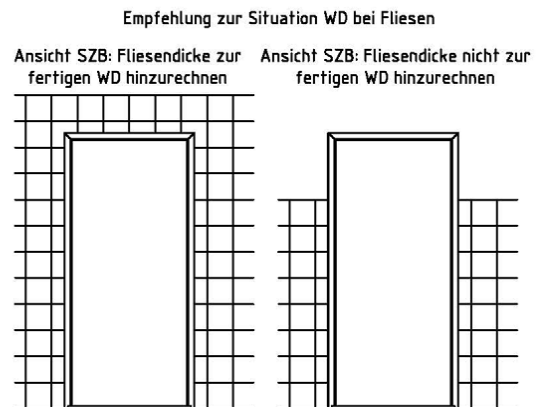 Empfehlung zur Situation WD bei Fliesen
Ansicht SZB: Fliesendicke zur
fertigen WD hinzurechnen
Ansicht SZB: Fliesendicke nicht zur
fertigen WD hinzurechnen